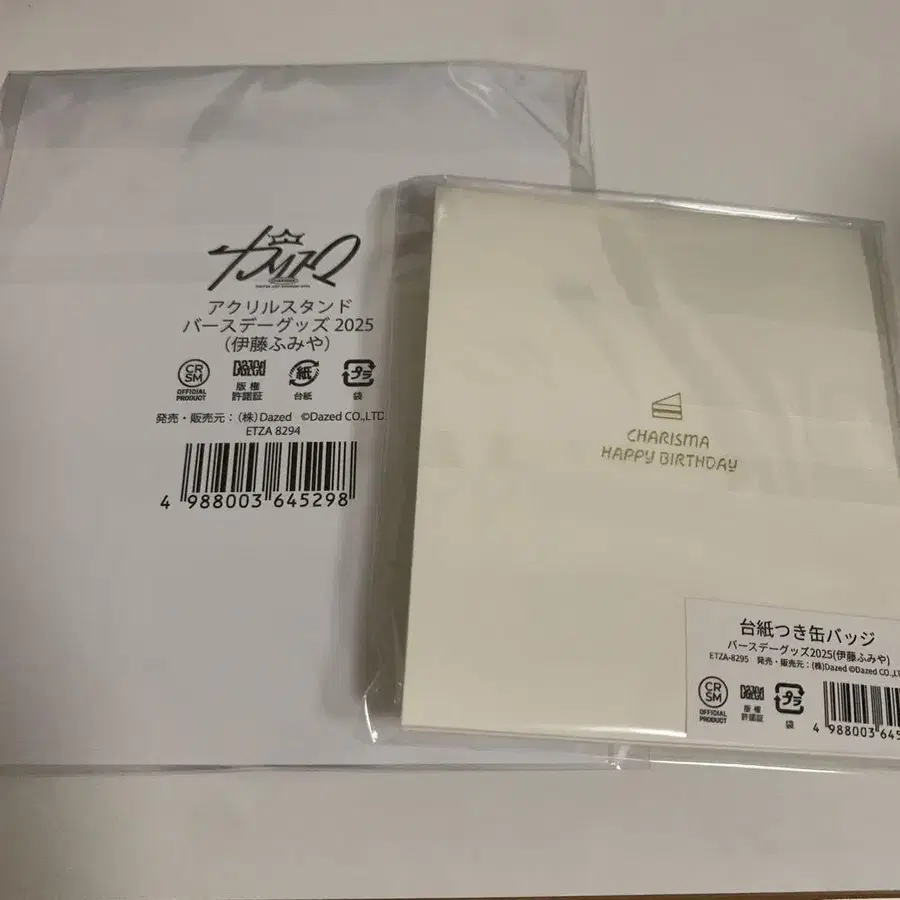 カリスマ
アクリルスタンド
バースデーグッズ 2025
(伊藤ふみや)
CR
SM
OFFICIAL
PRODUCT
Dazed
版権
許諾証
紙
台紙
プラ
袋
発売・販売元:(株)Dazed ©Dazed CO.,LTD.
ETZA 8294
4 988003 645298
CHARISMA
HAPPY BIRTHDAY
台紙つき缶バッジ
バースデーグッズ2025(伊藤ふみや)
ETZA-8295 発売・販売元:(株)Dazed ©Dazed CO.,LT
CR
SM
OFFICIAL
PRODUCT
Dazed
版権
許諾証
プラ
袋
4 988003 645